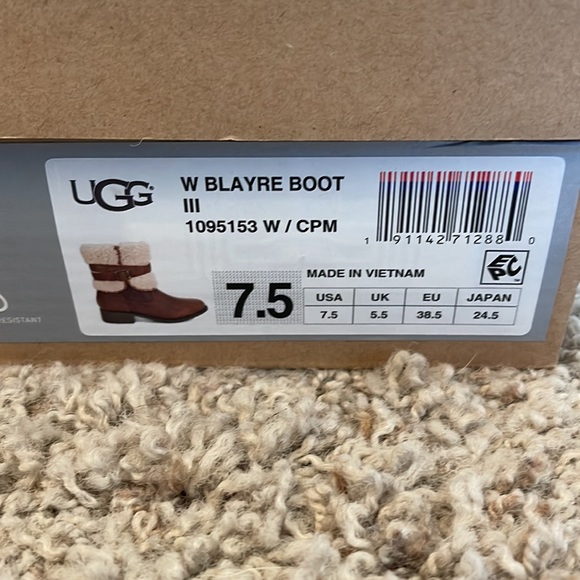 UGG
W BLAYRE BOOT
III
1095153 W / CPM
1 91142 71288 0
EPC
MADE IN VIETNAM
7.5
USA UK EU JAPAN
7.5 5.5 38.5 24.5
RESISTANT